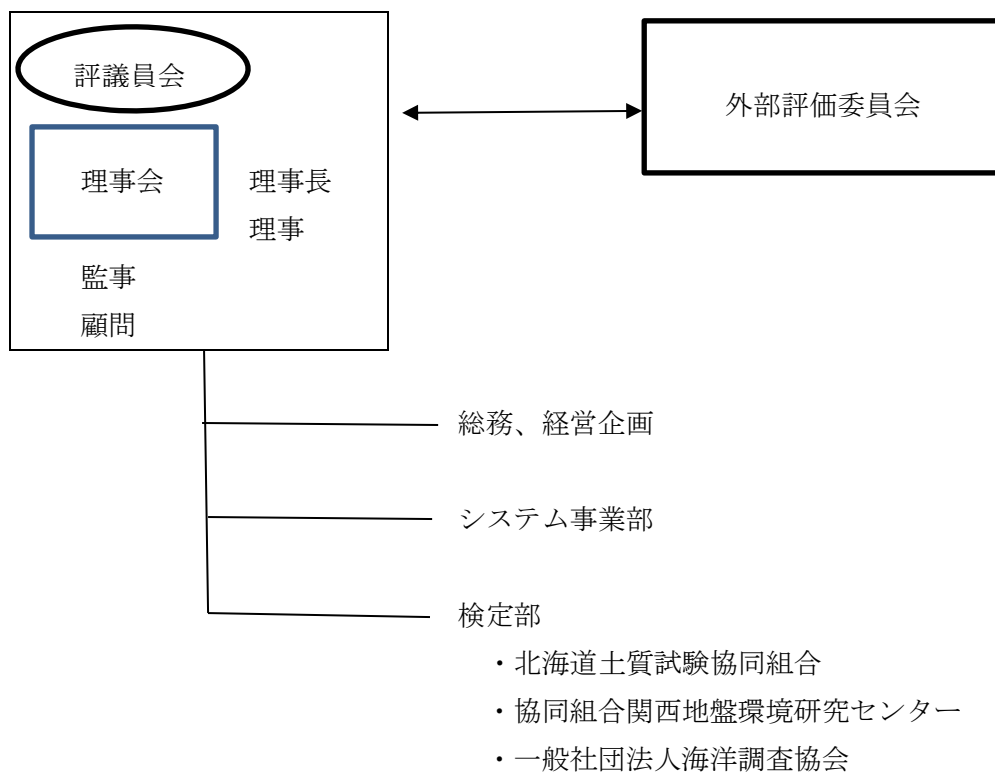 評議員会
外部評価委員会
理事会
理事長
理事
監事
顧問
総務、経営企画
システム事業部
検定部
・北海道土質試験協同組合
・協同組合関西地盤環境研究センター
・一般社団法人海洋調査協会